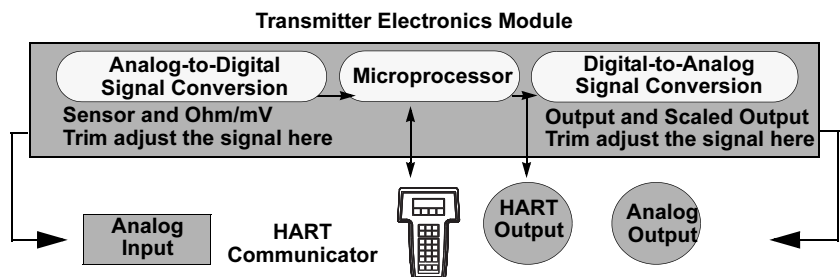 Transmitter Electronics Module
Analog-to-Digital
Signal Conversion
Microprocessor
Digital-to-Analog
Signal Conversion
Sensor and Ohm/mV
Trim adjust the signal here
Output and Scaled Output
Trim adjust the signal here
Analog
Input
HART
Communicator
HART
Output
Analog
Output